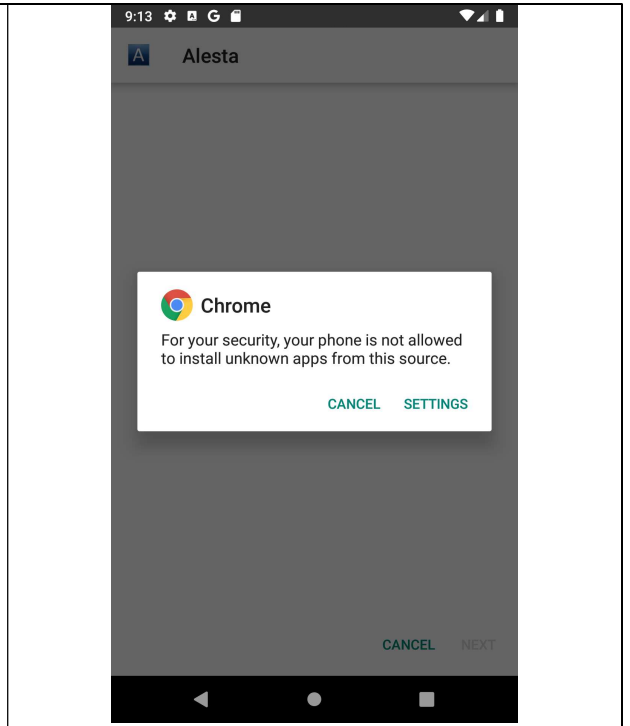 9:13
Alesta
Chrome
For your security, your phone is not allowed
to install unknown apps from this source.
CANCEL SETTINGS
CANCEL NEXT